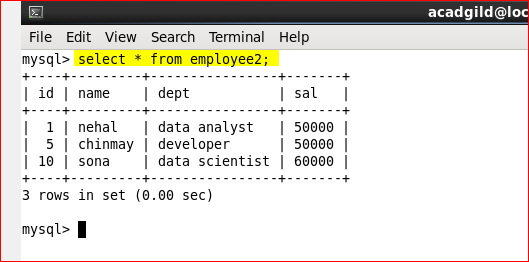 acadgild@loc
File Edit View Search Terminal Help
mysql> select * from employee2;
+----+---------+----------------+-------+
| id | name    | dept           | sal   |
+----+---------+----------------+-------+
|  1 | nehal   | data analyst   | 50000 |
|  5 | chinmay | developer      | 50000 |
| 10 | sona    | data scientist | 60000 |
+----+---------+----------------+-------+
3 rows in set (0.00 sec)
mysql>